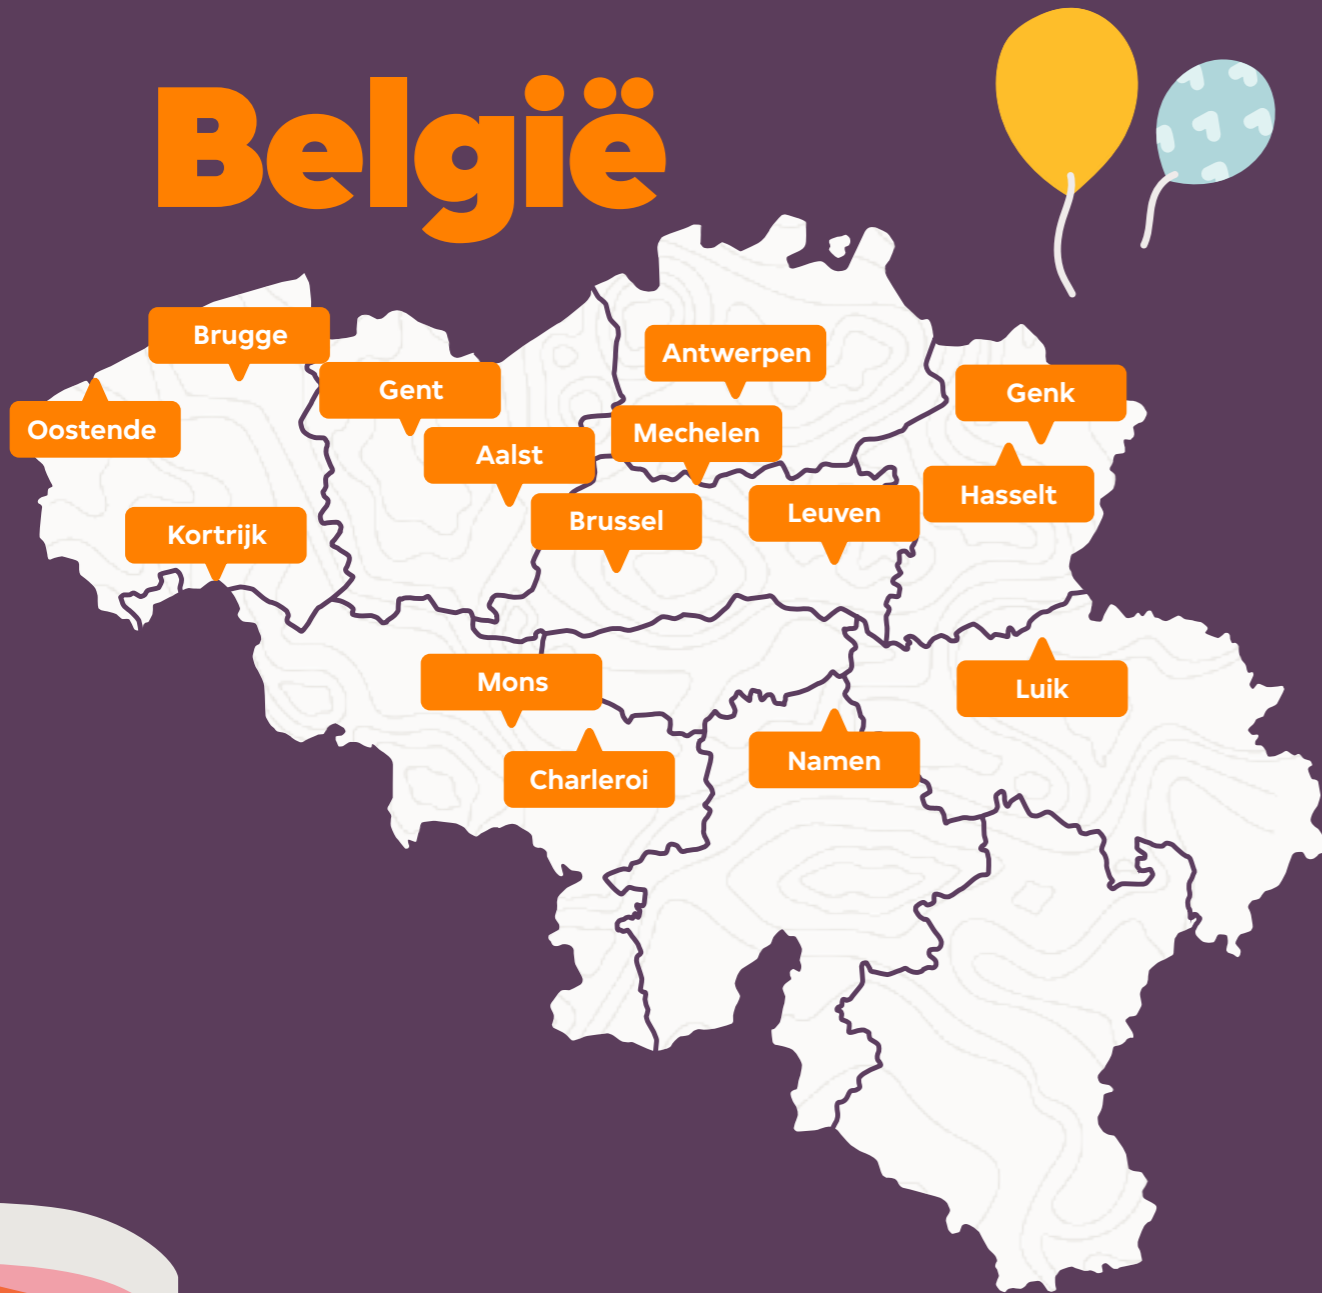 België
Brugge
Antwerpen
Gent
Genk
Oostende
Mechelen
Aalst
Hasselt
Leuven
Brussel
Kortrijk
Mons
Luik
Namen
Charleroi